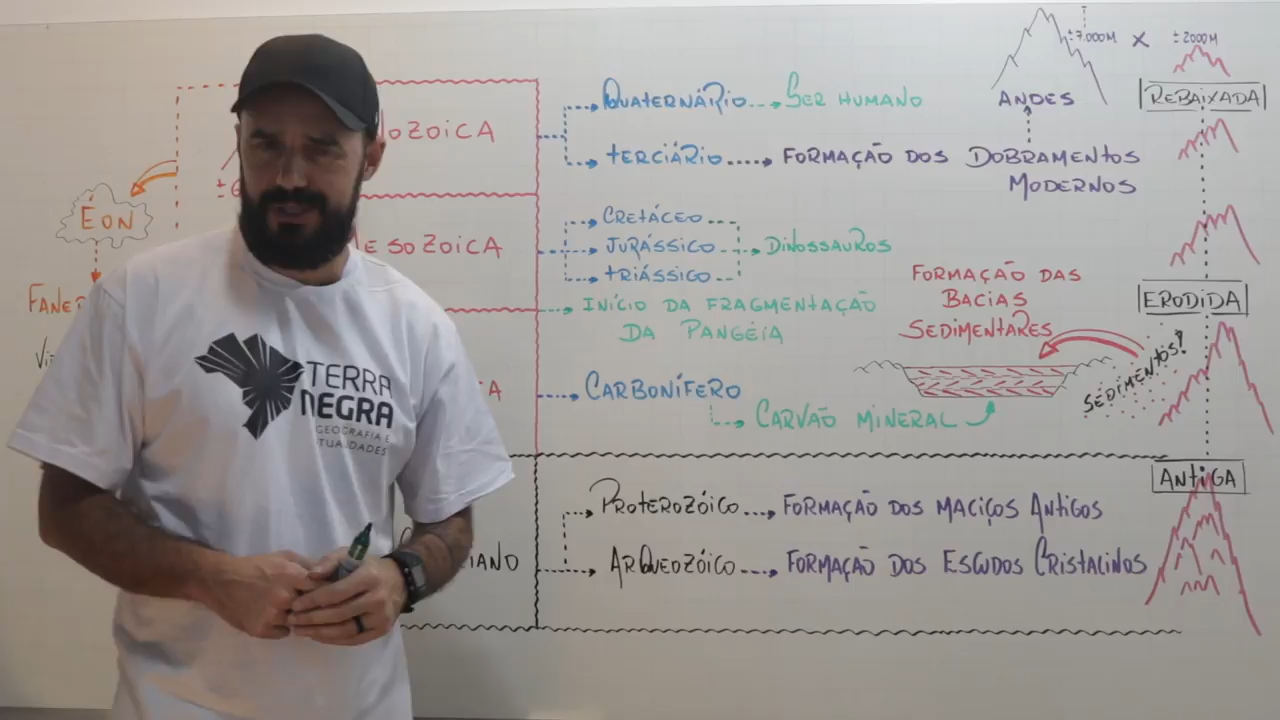 ±7.000M X ±2000M
ANDES
REBAIXADA
QUATERNÁRIO SER HUMANO
OZOICA
TERCIÁRIO FORMAÇÃO DOS DOBRAMENTOS
MODERNOS
EON
CRETÁCEO
ESOZOICA JURÁSSICO DINOSSAUROS
TRIÁSSICO
FORMAÇÃO DAS
BACIAS
SEDIMENTARES
ERODIDA
INÍCIO DA FRAGMENTAÇÃO
DA PANGÉIA
SEDIMENTOS!
CARBONÍFERO
CARVÃO MINERAL
TERRA
NEGRA
GEOGRAFIA E
ATUALIDADES
ANTIGA
PROTEROZÓICO FORMAÇÃO DOS MACIÇOS ANTIGOS
IANO
ARQUEOZÓICO FORMAÇÃO DOS ESCUDOS CRISTALINOS